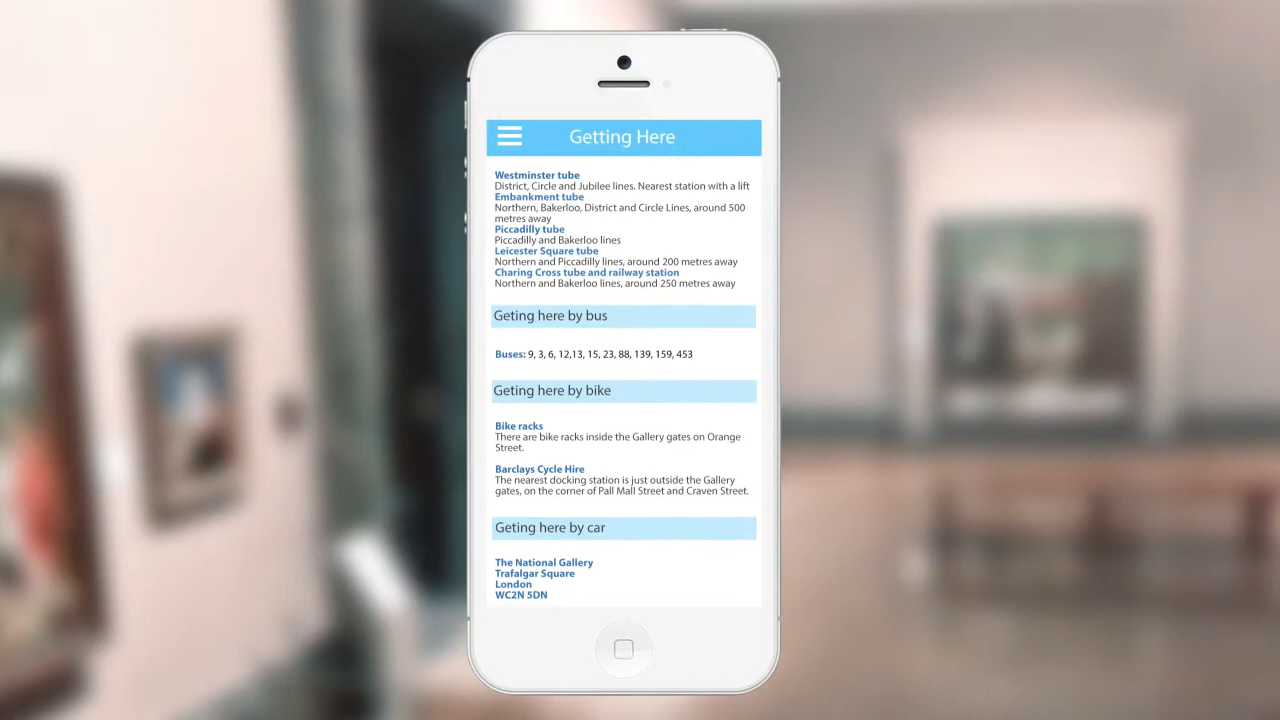 Getting Here
Westminster tube
District, Circle and Jubilee lines. Nearest station with a lift
Embankment tube
Northern, Bakerloo, District and Circle Lines, around 500
metres away
Piccadilly tube
Piccadilly and Bakerloo lines
Leicester Square tube
Northern and Piccadilly lines, around 200 metres away
Charing Cross tube and railway station
Northern and Bakerloo lines, around 250 metres away
Geting here by bus
Buses: 9, 3, 6, 12,13, 15, 23, 88, 139, 159, 453
Geting here by bike
Bike racks
There are bike racks inside the Gallery gates on Orange
Street.
Barclays Cycle Hire
The nearest docking station is just outside the Gallery
gates, on the corner of Pall Mall Street and Craven Street.
Geting here by car
The National Gallery
Trafalgar Square
London
WC2N 5DN